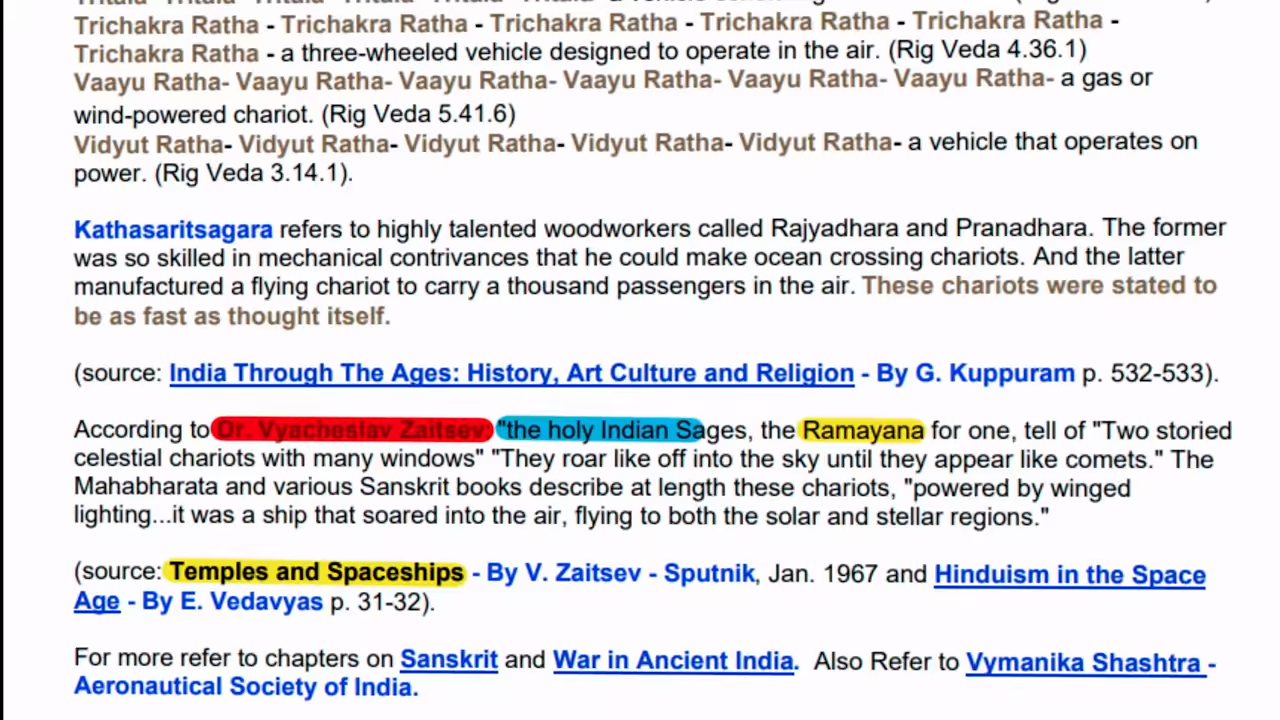 Trichakra Ratha - Trichakra Ratha - Trichakra Ratha - Trichakra Ratha - Trichakra Ratha -
Trichakra Ratha - a three-wheeled vehicle designed to operate in the air. (Rig Veda 4.36.1)
Vaayu Ratha- Vaayu Ratha- Vaayu Ratha- Vaayu Ratha- Vaayu Ratha- Vaayu Ratha- a gas or
wind-powered chariot. (Rig Veda 5.41.6)
Vidyut Ratha- Vidyut Ratha- Vidyut Ratha- Vidyut Ratha- Vidyut Ratha- a vehicle that operates on
power. (Rig Veda 3.14.1).
Kathasaritsagara refers to highly talented woodworkers called Rajyadhara and Pranadhara. The former
was so skilled in mechanical contrivances that he could make ocean crossing chariots. And the latter
manufactured a flying chariot to carry a thousand passengers in the air. These chariots were stated to
be as fast as thought itself.
(source: India Through The Ages: History, Art Culture and Religion - By G. Kuppuram p. 532-533).
According to Dr. Vyacheslav Zaitsev: "the holy Indian Sages, the Ramayana for one, tell of "Two storied
celestial chariots with many windows" "They roar like off into the sky until they appear like comets." The
Mahabharata and various Sanskrit books describe at length these chariots, "powered by winged
lighting...it was a ship that soared into the air, flying to both the solar and stellar regions."
(source: Temples and Spaceships - By V. Zaitsev - Sputnik, Jan. 1967 and Hinduism in the Space
Age - By E. Vedavyas p. 31-32).
For more refer to chapters on Sanskrit and War in Ancient India. Also Refer to Vymanika Shashtra -
Aeronautical Society of India.